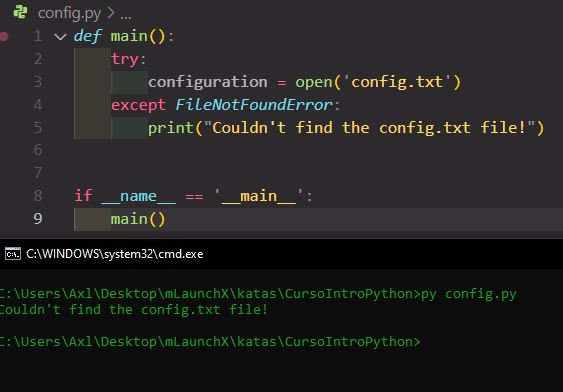 config.py > ...
1 def main():
2 try:
3 configuration = open('config.txt')
4 except FileNotFoundError:
5 print("Couldn't find the config.txt file!")
6
7
8 if __name__ == '__main__':
9 main()
C:\WINDOWS\system32\cmd.exe
C:\Users\Axl\Desktop\mLaunchX\katas\CursoIntroPython>py config.py
Couldn't find the config.txt file!
C:\Users\Axl\Desktop\mLaunchX\katas\CursoIntroPython>